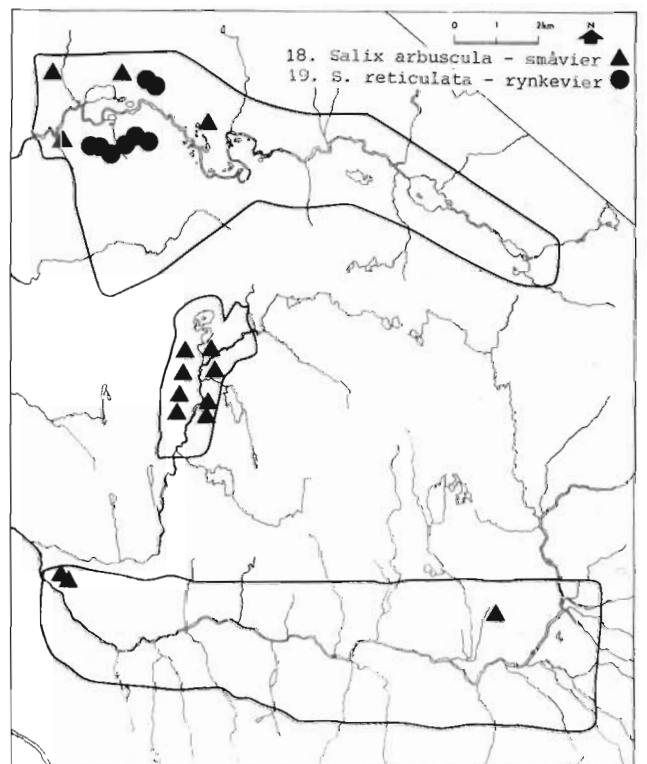 0 1 2km N
18. Salix arbuscula - småvier
19. S. reticulata - rynkevier